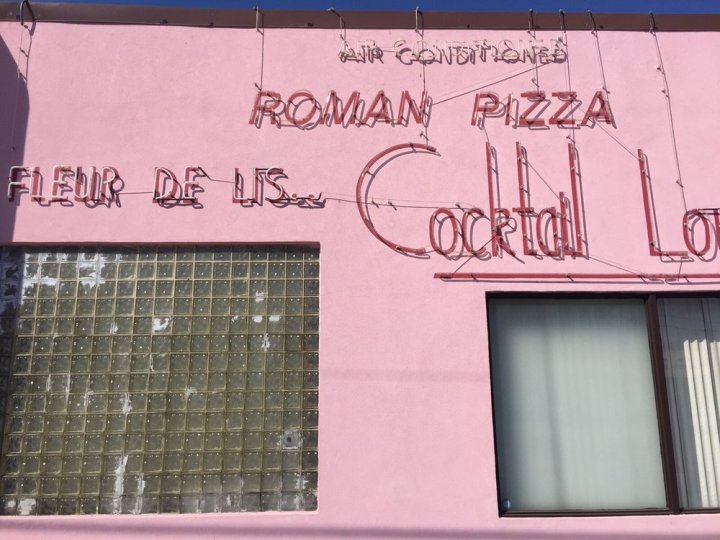 AIR CONDITIONED
ROMAN PIZZA
FLEUR DE LIS...
Cocktail Lo